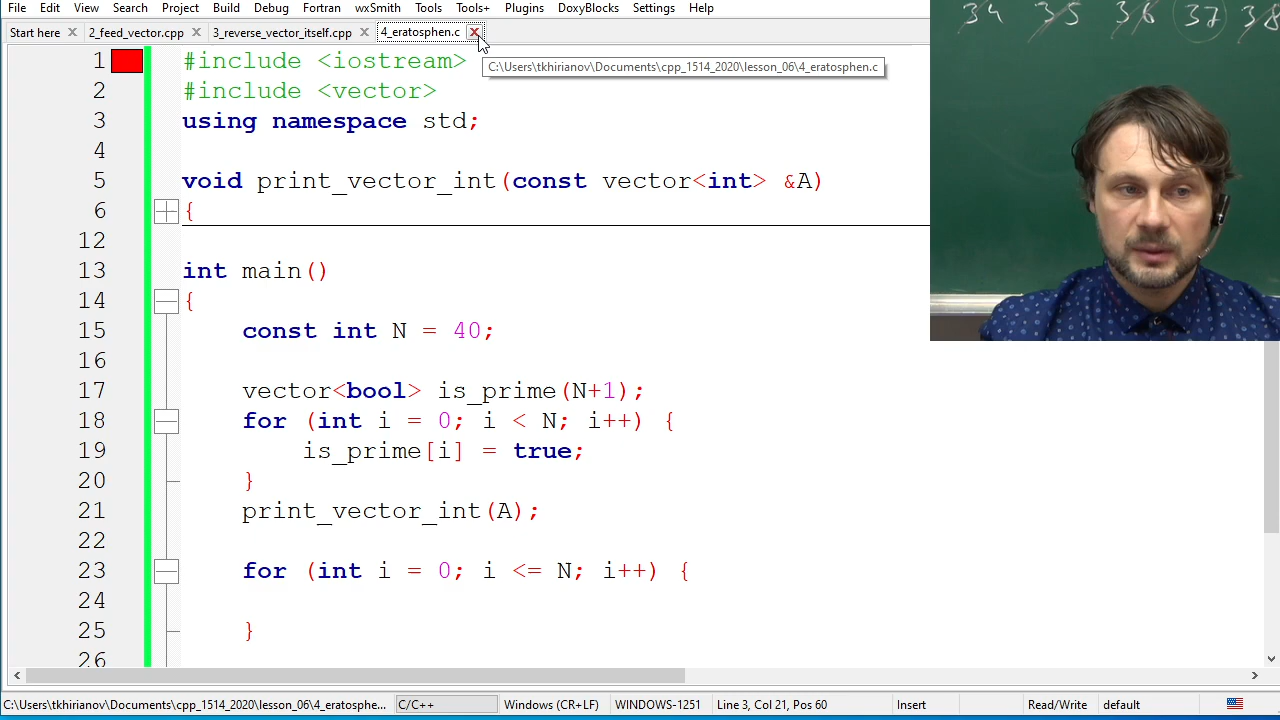 File Edit View Search Project Build Debug Fortran wxSmith Tools Tools+ Plugins DoxyBlocks Settings Help
34 35 36 37 38
Start here 2_feed_vector.cpp 3_reverse_vector_itself.cpp 4_eratosphen.c
C:\Users\tkhirianov\Documents\cpp_1514_2020\lesson_06\4_eratosphen.c
1 #include <iostream>
2 #include <vector>
3 using namespace std;
4
5 void print_vector_int(const vector<int> &A)
6 {
12
13 int main()
14 {
15 const int N = 40;
16
17 vector<bool> is_prime(N+1);
18 for (int i = 0; i < N; i++) {
19 is_prime[i] = true;
20 }
21 print_vector_int(A);
22
23 for (int i = 0; i <= N; i++) {
24
25 }
26
C:\Users\tkhirianov\Documents\cpp_1514_2020\lesson_06\4_eratosphe... C/C++ Windows (CR+LF) WINDOWS-1251 Line 3, Col 21, Pos 60 Insert Read/Write default